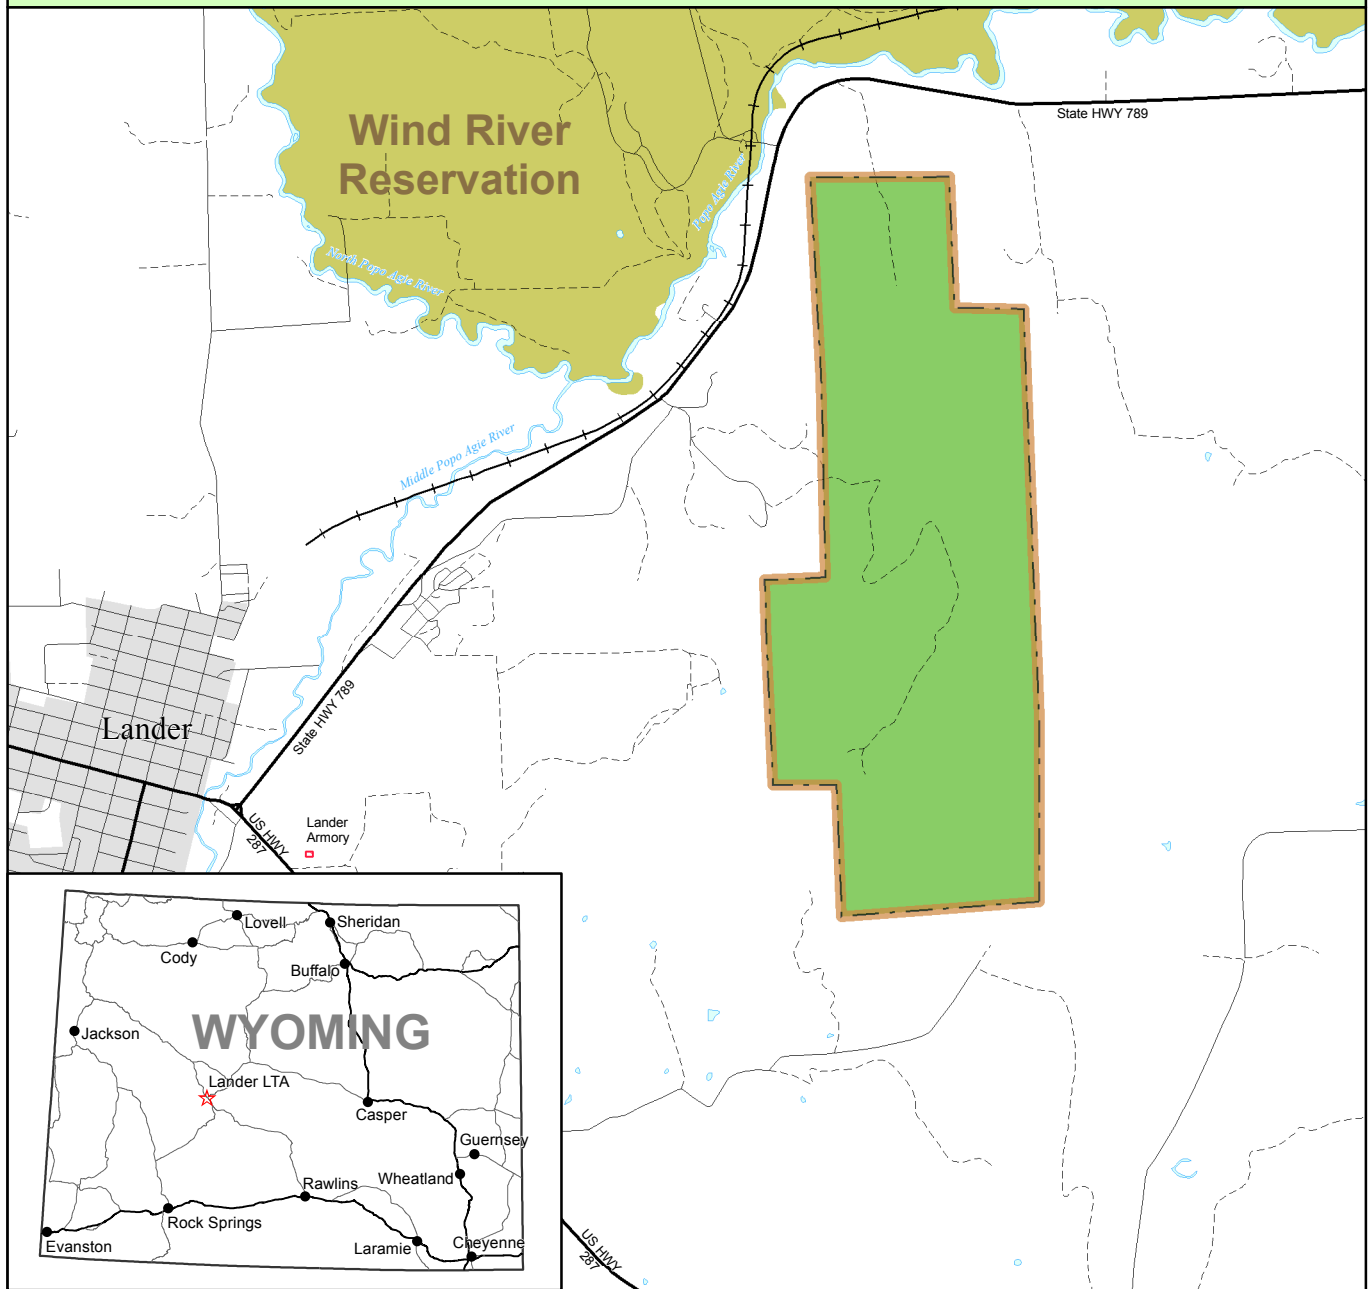 State HWY 789
Wind River
Reservation
Popo Agie River
North Popo Agie River
Middle Popo Agie River
State HWY 789
Lander
US HWY
287
Lander
Armory
Lovell
Sheridan
Cody
Buffalo
WYOMING
Jackson
Lander LTA
Casper
Guernsey
Wheatland
Rawlins
Rock Springs
Evanston
Laramie
Cheyenne
US HWY
287